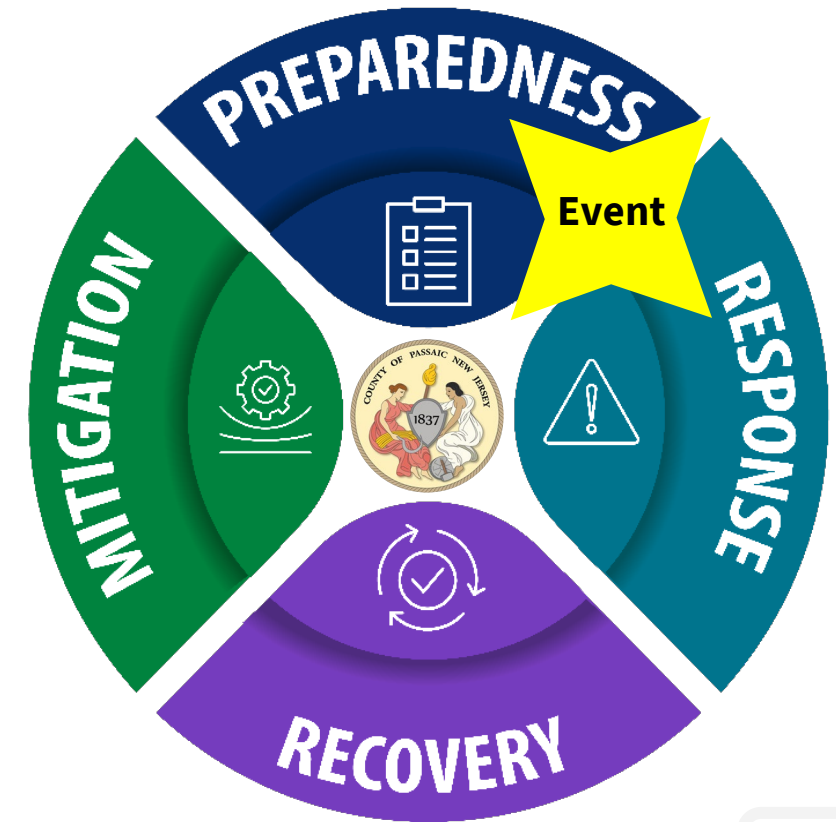 PREPAREDNESS
Event
RESPONSE
MITIGATION
COUNTY OF PASSAIC NEW JERSEY
1837
RECOVERY